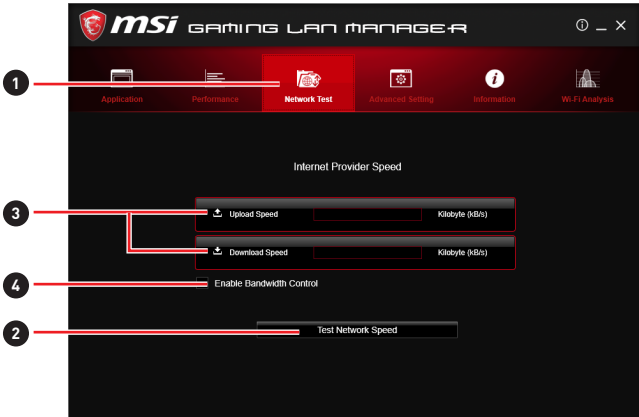 msi GAMING LAN MANAGER
1
Application Performance Network Test Advanced Setting Information Wi-Fi Analysis
Internet Provider Speed
3
Upload Speed Kilobyte (kB/s)
Download Speed Kilobyte (kB/s)
4
Enable Bandwidth Control
2
Test Network Speed